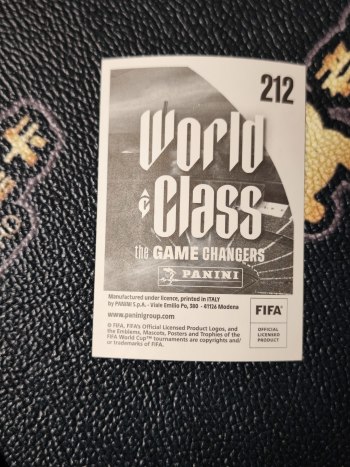 212
World
Class
the GAME CHANGERS
PANINI
Manufactured under licence, printed in ITALY
by PANINI S.p.A. - Viale Emilio Po, 380 - 41126 Modena
www.paninigroup.com
© FIFA, FIFA's Official Licensed Product Logos, and
the Emblems, Mascots, Posters and Trophies of the
FIFA World Cup™ tournaments are copyrights and/
or trademarks of FIFA.
FIFA®
OFFICIAL
LICENSED
PRODUCT